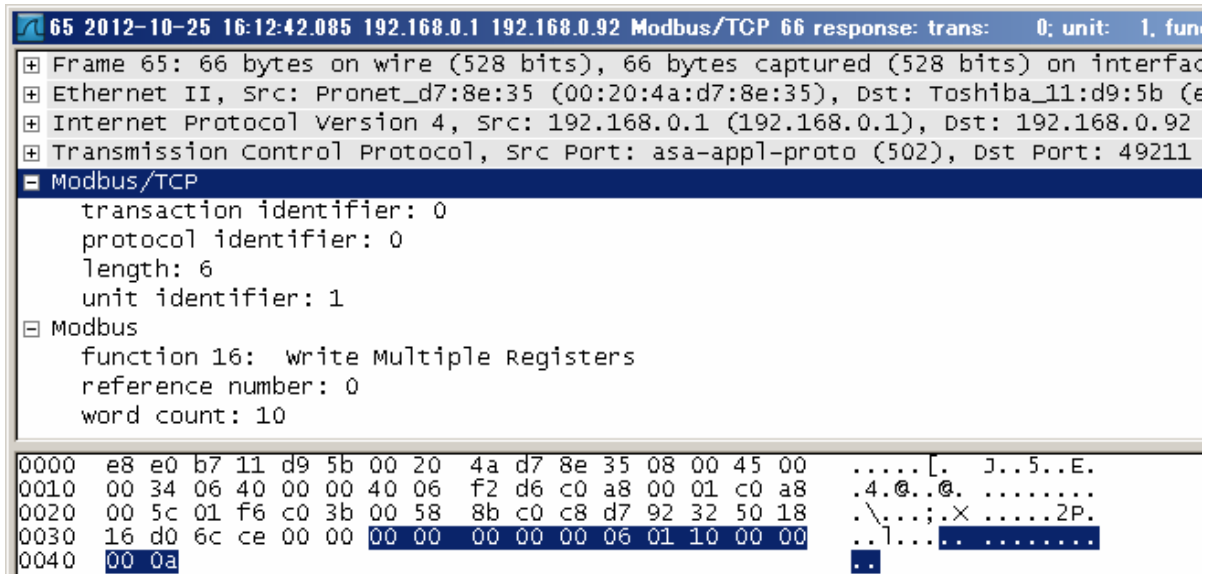 65 2012-10-25 16:12:42.085 192.168.0.1 192.168.0.92 Modbus/TCP 66 response: trans: 0; unit: 1, fun
Frame 65: 66 bytes on wire (528 bits), 66 bytes captured (528 bits) on interfac
Ethernet II, Src: Pronet_d7:8e:35 (00:20:4a:d7:8e:35), Dst: Toshiba_11:d9:5b (e
Internet Protocol Version 4, Src: 192.168.0.1 (192.168.0.1), Dst: 192.168.0.92
Transmission Control Protocol, Src Port: asa-appl-proto (502), Dst Port: 49211
Modbus/TCP
transaction identifier: 0
protocol identifier: 0
length: 6
unit identifier: 1
Modbus
function 16:  Write Multiple Registers
reference number: 0
word count: 10
0000 e8 e0 b7 11 d9 5b 00 20 4a d7 8e 35 08 00 45 00 .....[. J..5..E.
0010 00 34 06 40 00 00 40 06 f2 d6 c0 a8 00 01 c0 a8 .4.@..@. ........
0020 00 5c 01 f6 c0 3b 00 58 8b c0 c8 d7 92 32 50 18 .\...;.X .....2P.
0030 16 d0 6c ce 00 00 00 00 00 00 00 06 01 10 00 00 ..l..... ........
0040 00 0a ..